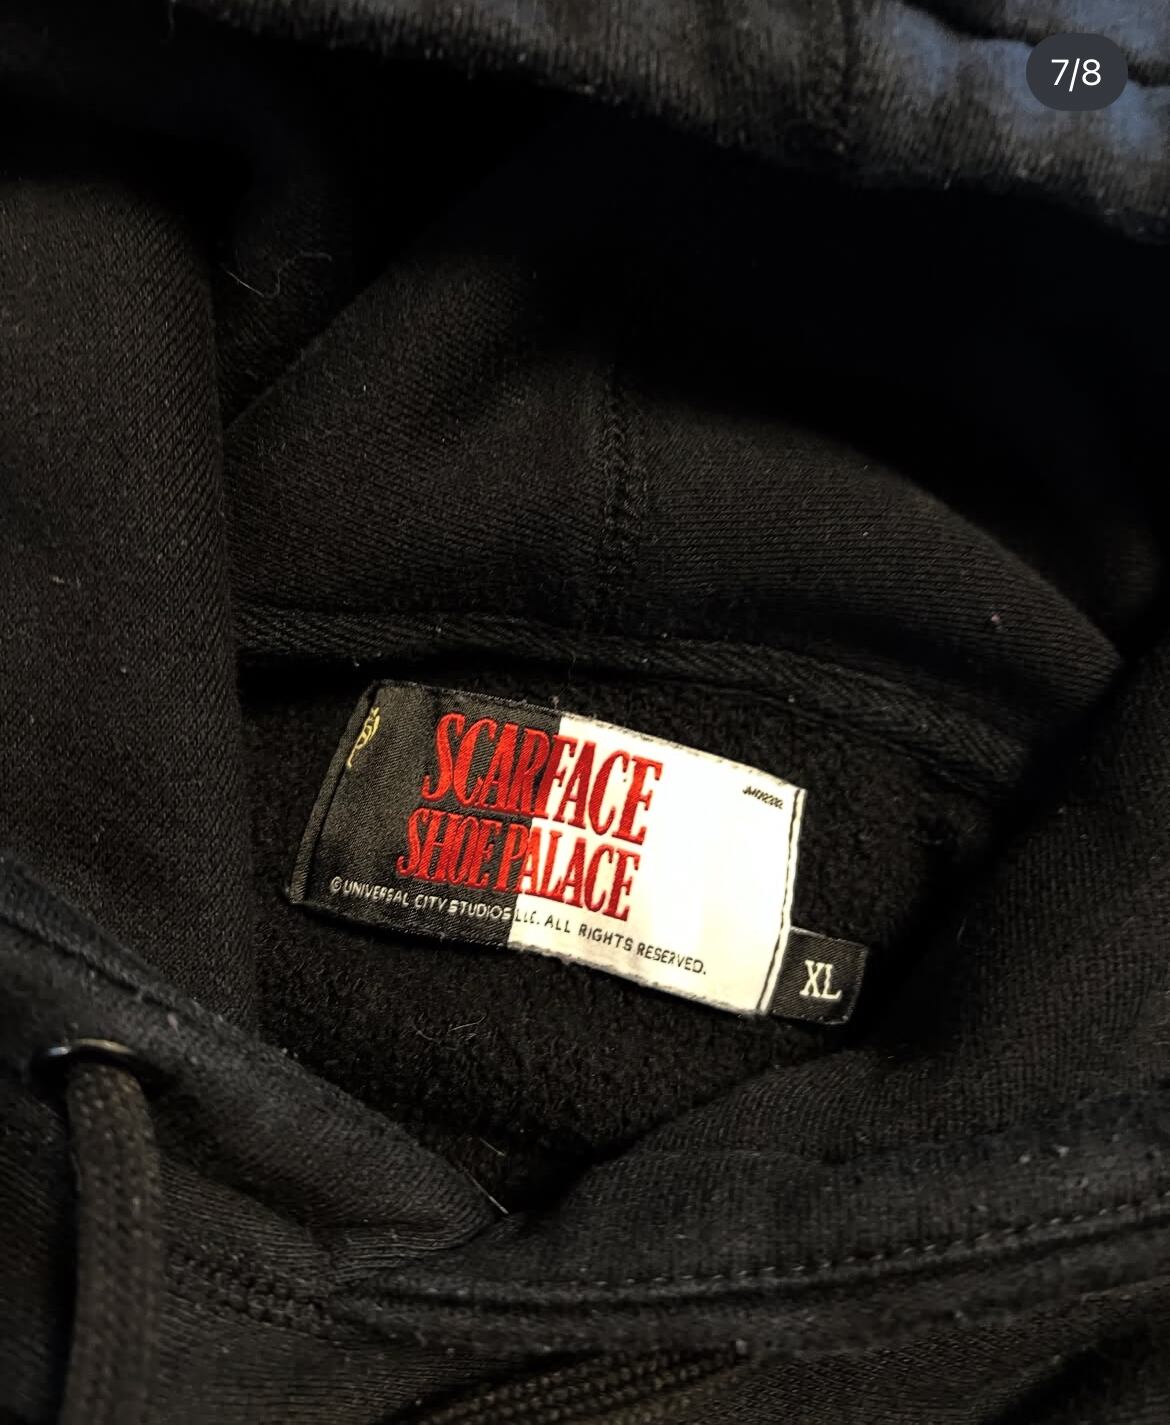 7/8
SCARFACE
SHOE PALACE
© UNIVERSAL CITY STUDIOS LLC. ALL RIGHTS RESERVED.
XL